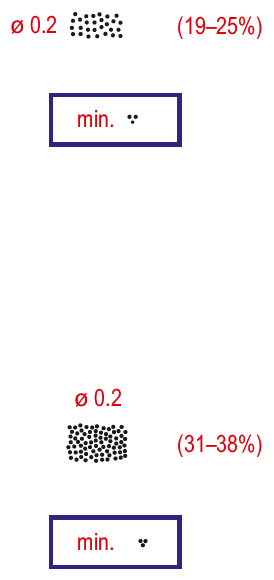 ø 0.2 (19–25%)
min.
ø 0.2
(31–38%)
min.